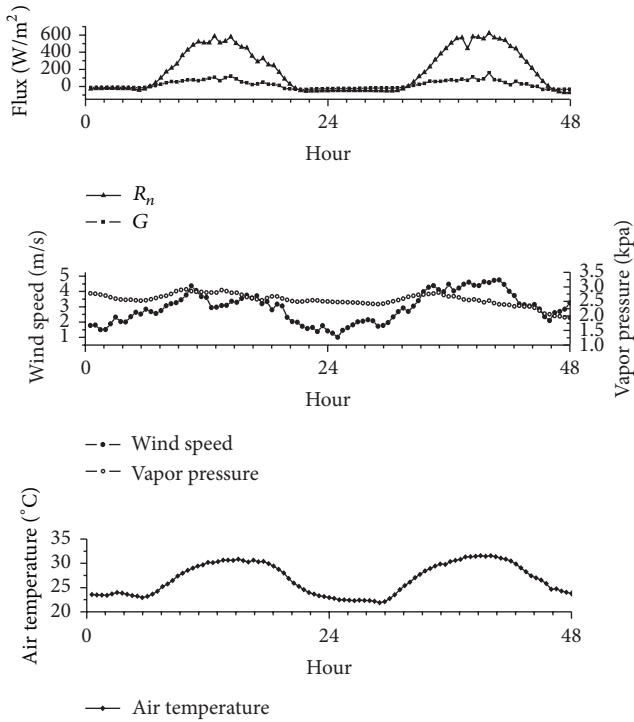 Flux (W/m²)
600
400
200
0
0 24 48
Hour
Rₙ
G
Wind speed (m/s)
5
4
3
2
1
Vapor pressure (kpa)
3.5
3.0
2.5
2.0
1.5
1.0
0 24 48
Hour
Wind speed
Vapor pressure
Air temperature (°C)
35
30
25
20
0 24 48
Hour
Air temperature